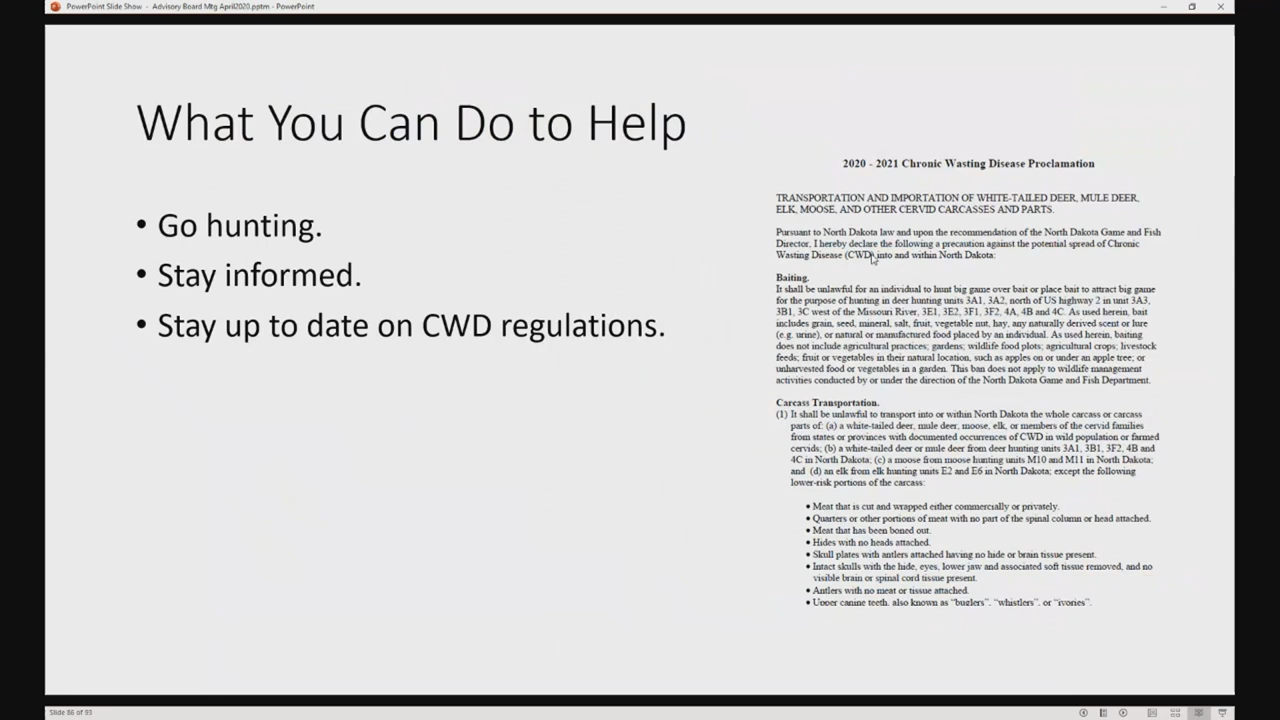 PowerPoint Slide Show - Advisory Board Mtg April2020.pptm - PowerPoint
What You Can Do to Help
• Go hunting.
• Stay informed.
• Stay up to date on CWD regulations.
2020 - 2021 Chronic Wasting Disease Proclamation
TRANSPORTATION AND IMPORTATION OF WHITE-TAILED DEER, MULE DEER,
ELK, MOOSE, AND OTHER CERVID CARCASSES AND PARTS.
Pursuant to North Dakota law and upon the recommendation of the North Dakota Game and Fish
Director, I hereby declare the following a precaution against the potential spread of Chronic
Wasting Disease (CWD) into and within North Dakota:
Baiting.
It shall be unlawful for an individual to hunt big game over bait or place bait to attract big game
for the purpose of hunting in deer hunting units 3A1, 3A2, north of US highway 2 in unit 3A3,
3B1, 3C west of the Missouri River, 3E1, 3E2, 3F1, 3F2, 4A, 4B and 4C. As used herein, bait
includes grain, seed, mineral, salt, fruit, vegetable nut, hay, any naturally derived scent or lure
(e.g. urine), or natural or manufactured food placed by an individual. As used herein, baiting
does not include agricultural practices; gardens; wildlife food plots; agricultural crops; livestock
feeds; fruit or vegetables in their natural location, such as apples on or under an apple tree; or
unharvested food or vegetables in a garden. This ban does not apply to wildlife management
activities conducted by or under the direction of the North Dakota Game and Fish Department.
Carcass Transportation.
(1) It shall be unlawful to transport into or within North Dakota the whole carcass or carcass
parts of: (a) a white-tailed deer, mule deer, moose, elk, or members of the cervid families
from states or provinces with documented occurrences of CWD in wild population or farmed
cervids; (b) a white-tailed deer or mule deer from deer hunting units 3A1, 3B1, 3F2, 4B and
4C in North Dakota; (c) a moose from moose hunting units M10 and M11 in North Dakota;
and (d) an elk from elk hunting units E2 and E6 in North Dakota; except the following
lower-risk portions of the carcass:
• Meat that is cut and wrapped either commercially or privately.
• Quarters or other portions of meat with no part of the spinal column or head attached.
• Meat that has been boned out.
• Hides with no heads attached.
• Skull plates with antlers attached having no hide or brain tissue present.
• Intact skulls with the hide, eyes, lower jaw and associated soft tissue removed, and no
visible brain or spinal cord tissue present.
• Antlers with no meat or tissue attached.
• Upper canine teeth, also known as "buglers", "whistlers", or "ivories".
Slide 86 of 93